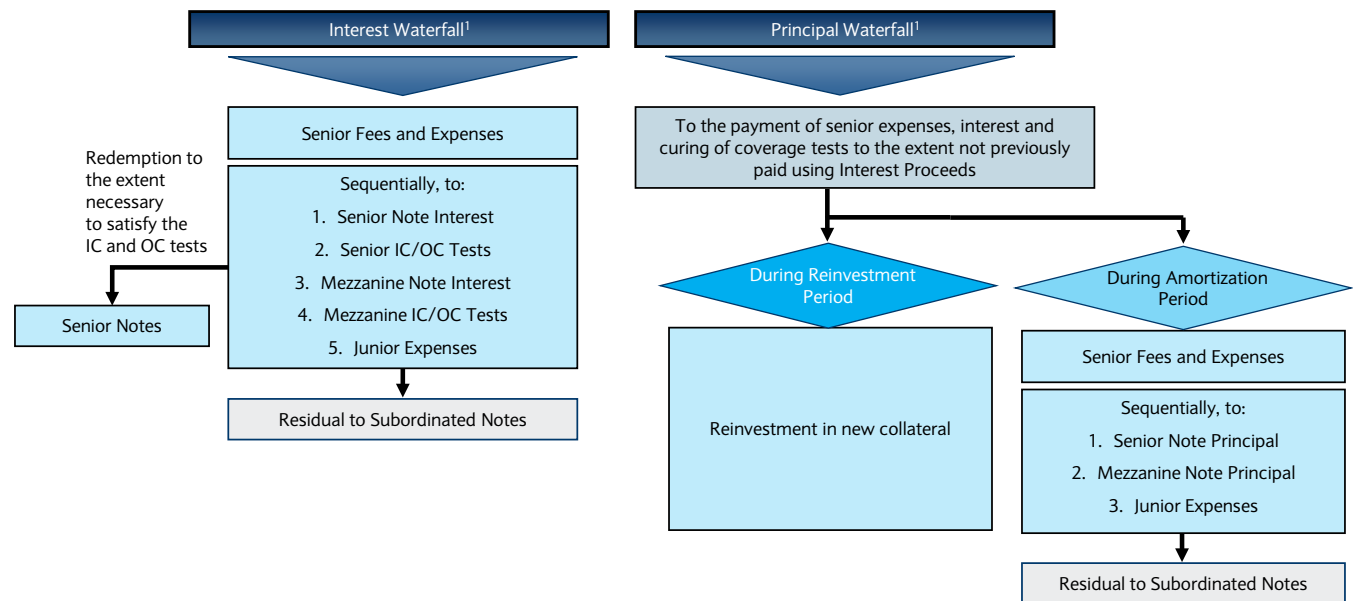 Interest Waterfall¹
Senior Fees and Expenses
Redemption to
the extent
necessary
to satisfy the
IC and OC tests
Sequentially, to:
1. Senior Note Interest
2. Senior IC/OC Tests
3. Mezzanine Note Interest
4. Mezzanine IC/OC Tests
5. Junior Expenses
Senior Notes
Residual to Subordinated Notes
Principal Waterfall¹
To the payment of senior expenses, interest and
curing of coverage tests to the extent not previously
paid using Interest Proceeds
During Reinvestment
Period
Reinvestment in new collateral
During Amortization
Period
Senior Fees and Expenses
Sequentially, to:
1. Senior Note Principal
2. Mezzanine Note Principal
3. Junior Expenses
Residual to Subordinated Notes